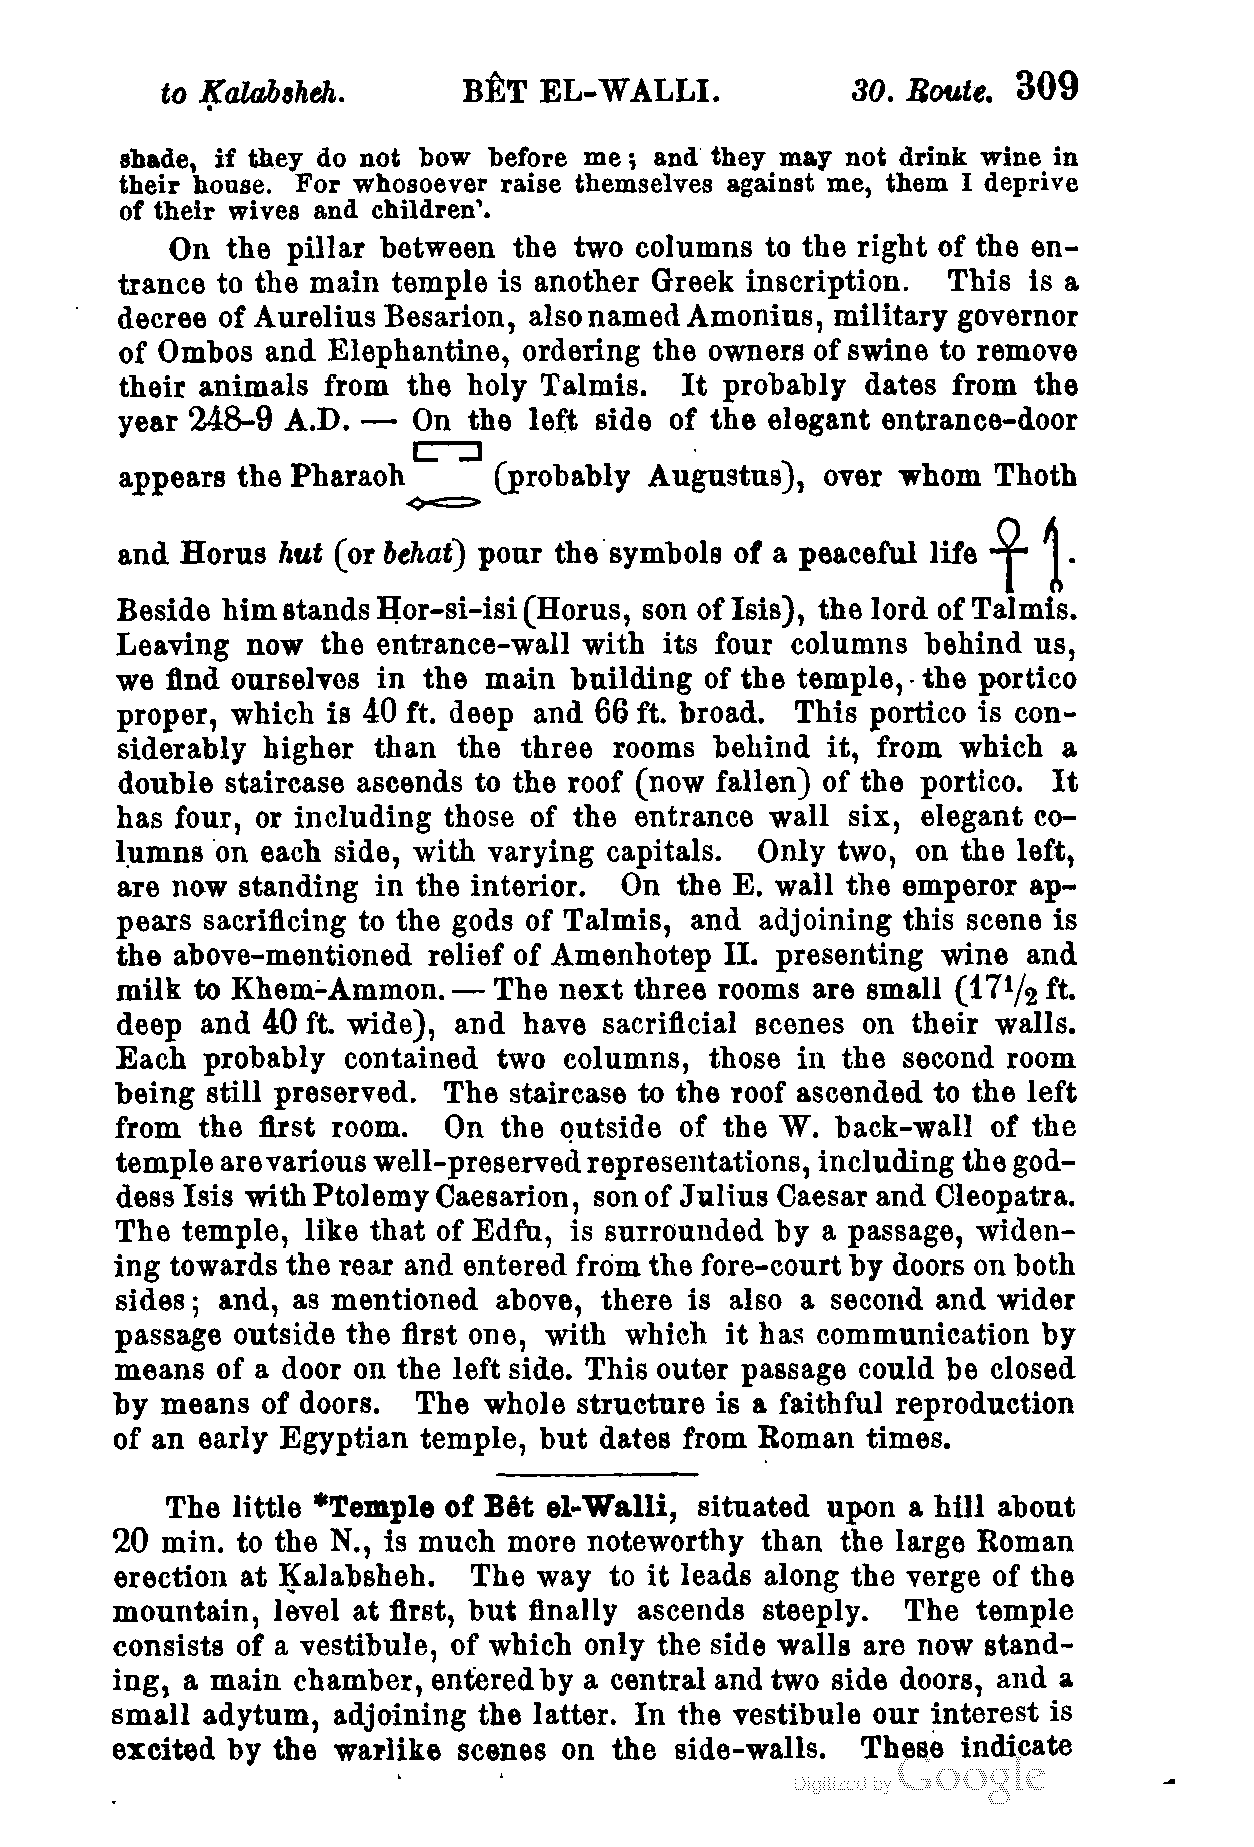 to Ḳalabsheh. BÊT EL-WALLI. 30. Route. 309
shade, if they do not bow before me; and they may not drink wine in
their house. For whosoever raise themselves against me, them I deprive
of their wives and children'.
On the pillar between the two columns to the right of the en-
trance to the main temple is another Greek inscription. This is a
decree of Aurelius Besarion, also named Amonius, military governor
of Ombos and Elephantine, ordering the owners of swine to remove
their animals from the holy Talmis. It probably dates from the
year 248-9 A.D. — On the left side of the elegant entrance-door
appears the Pharaoh 𓉐𓂋 (probably Augustus), over whom Thoth
and Horus hut (or behat) pour the symbols of a peaceful life 𓋹 𓌀.
Beside him stands Ḥor-si-isi (Horus, son of Isis), the lord of Talmis.
Leaving now the entrance-wall with its four columns behind us,
we find ourselves in the main building of the temple, the portico
proper, which is 40 ft. deep and 66 ft. broad. This portico is con-
siderably higher than the three rooms behind it, from which a
double staircase ascends to the roof (now fallen) of the portico. It
has four, or including those of the entrance wall six, elegant co-
lumns on each side, with varying capitals. Only two, on the left,
are now standing in the interior. On the E. wall the emperor ap-
pears sacrificing to the gods of Talmis, and adjoining this scene is
the above-mentioned relief of Amenhotep II. presenting wine and
milk to Khem-Ammon. — The next three rooms are small (17½ ft.
deep and 40 ft. wide), and have sacrificial scenes on their walls.
Each probably contained two columns, those in the second room
being still preserved. The staircase to the roof ascended to the left
from the first room. On the outside of the W. back-wall of the
temple are various well-preserved representations, including the god-
dess Isis with Ptolemy Caesarion, son of Julius Caesar and Cleopatra.
The temple, like that of Edfu, is surrounded by a passage, widen-
ing towards the rear and entered from the fore-court by doors on both
sides; and, as mentioned above, there is also a second and wider
passage outside the first one, with which it has communication by
means of a door on the left side. This outer passage could be closed
by means of doors. The whole structure is a faithful reproduction
of an early Egyptian temple, but dates from Roman times.
The little *Temple of Bêt el-Walli, situated upon a hill about
20 min. to the N., is much more noteworthy than the large Roman
erection at Ḳalabsheh. The way to it leads along the verge of the
mountain, level at first, but finally ascends steeply. The temple
consists of a vestibule, of which only the side walls are now stand-
ing, a main chamber, entered by a central and two side doors, and a
small adytum, adjoining the latter. In the vestibule our interest is
excited by the warlike scenes on the side-walls. These indicate
Digitized by Google